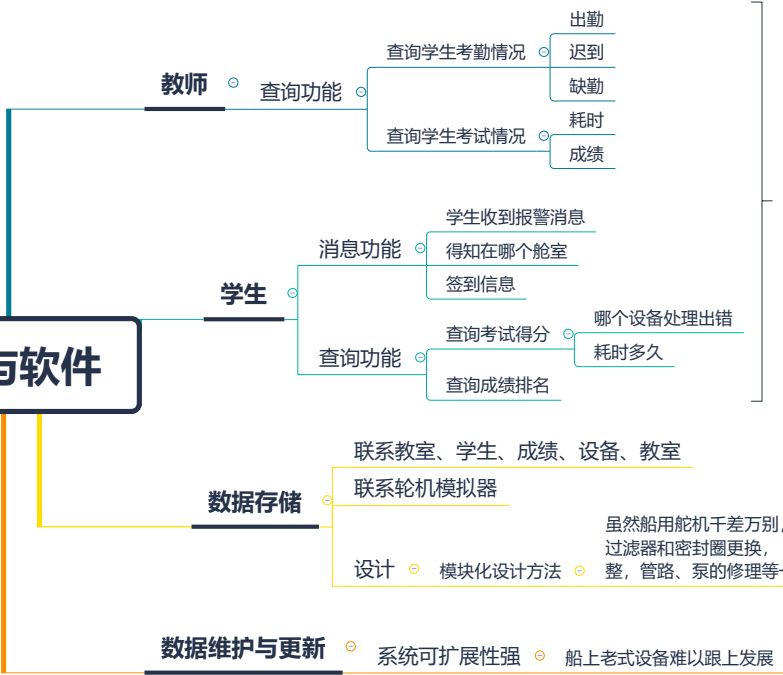 教师
查询功能
查询学生考勤情况
出勤
迟到
缺勤
查询学生考试情况
耗时
成绩
学生
消息功能
学生收到报警消息
得知在哪个舱室
签到信息
查询功能
查询考试得分
哪个设备处理出错
耗时多久
查询成绩排名
与软件
数据存储
联系教室、学生、成绩、设备、教室
联系轮机模拟器
设计
模块化设计方法
虽然船用舵机千差万别,
过滤器和密封圈更换，
整，管路、泵的修理等
数据维护与更新
系统可扩展性强
船上老式设备难以跟上发展